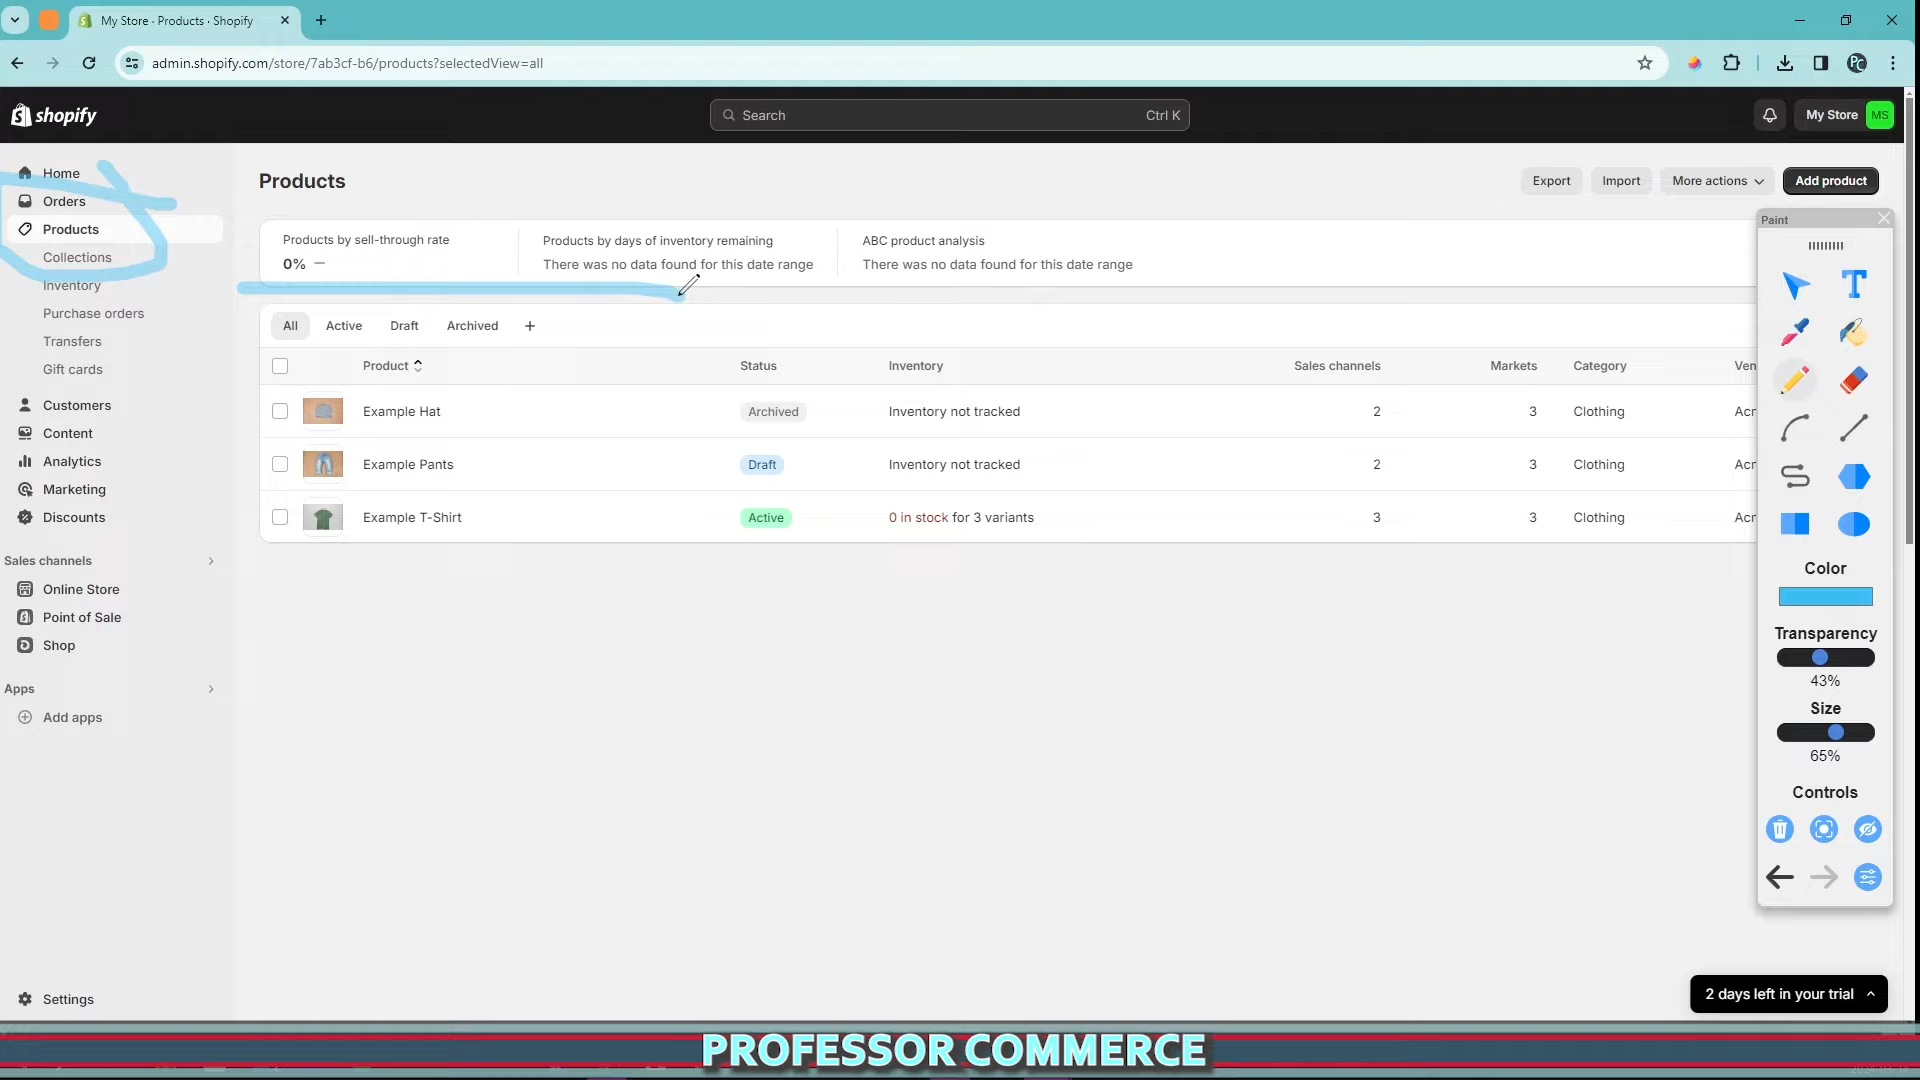 My Store · Products · Shopify
admin.shopify.com/store/7ab3cf-b6/products?selectedView=all
shopify
Search Ctrl K
My Store MS
Home
Orders
Products
Collections
Inventory
Purchase orders
Transfers
Gift cards
Customers
Content
Analytics
Marketing
Discounts
Sales channels
Online Store
Point of Sale
Shop
Apps
Add apps
Settings
Products
Export Import More actions Add product
Products by sell-through rate
0% —
Products by days of inventory remaining
There was no data found for this date range
ABC product analysis
There was no data found for this date range
All Active Draft Archived +
Product Status Inventory Sales channels Markets Category Ven
Example Hat Archived Inventory not tracked 2 3 Clothing Acr
Example Pants Draft Inventory not tracked 2 3 Clothing Acr
Example T-Shirt Active 0 in stock for 3 variants 3 3 Clothing Acr
Paint
T
Color
Transparency
43%
Size
65%
Controls
2 days left in your trial
PROFESSOR COMMERCE